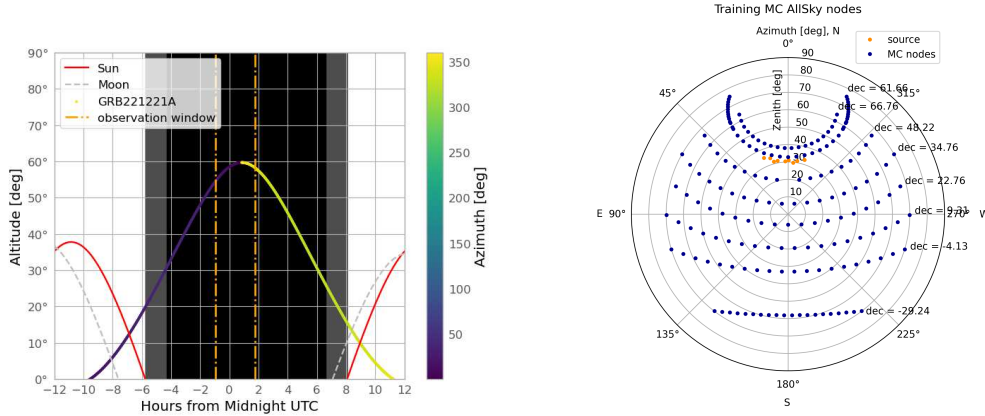 90°
80°
70°
60°
50°
40°
30°
20°
10°
0°
Altitude [deg]
Sun
Moon
GRB221221A
observation window
−12 −10 −8 −6 −4 −2 0 2 4 6 8 10 12
Hours from Midnight UTC
350
300
250
200
150
100
50
Azimuth [deg]
Training MC AllSky nodes
Azimuth [deg], N
0°
source
MC nodes
90
80
70
60
50
40
30
20
10
Zenith [deg]
45°
315°
E 90°
270° W
135°
225°
180°
S
dec = 61.66
dec = 66.76
dec = 48.22
dec = 34.76
dec = 22.76
dec = 9.31
dec = -4.13
dec = -29.24